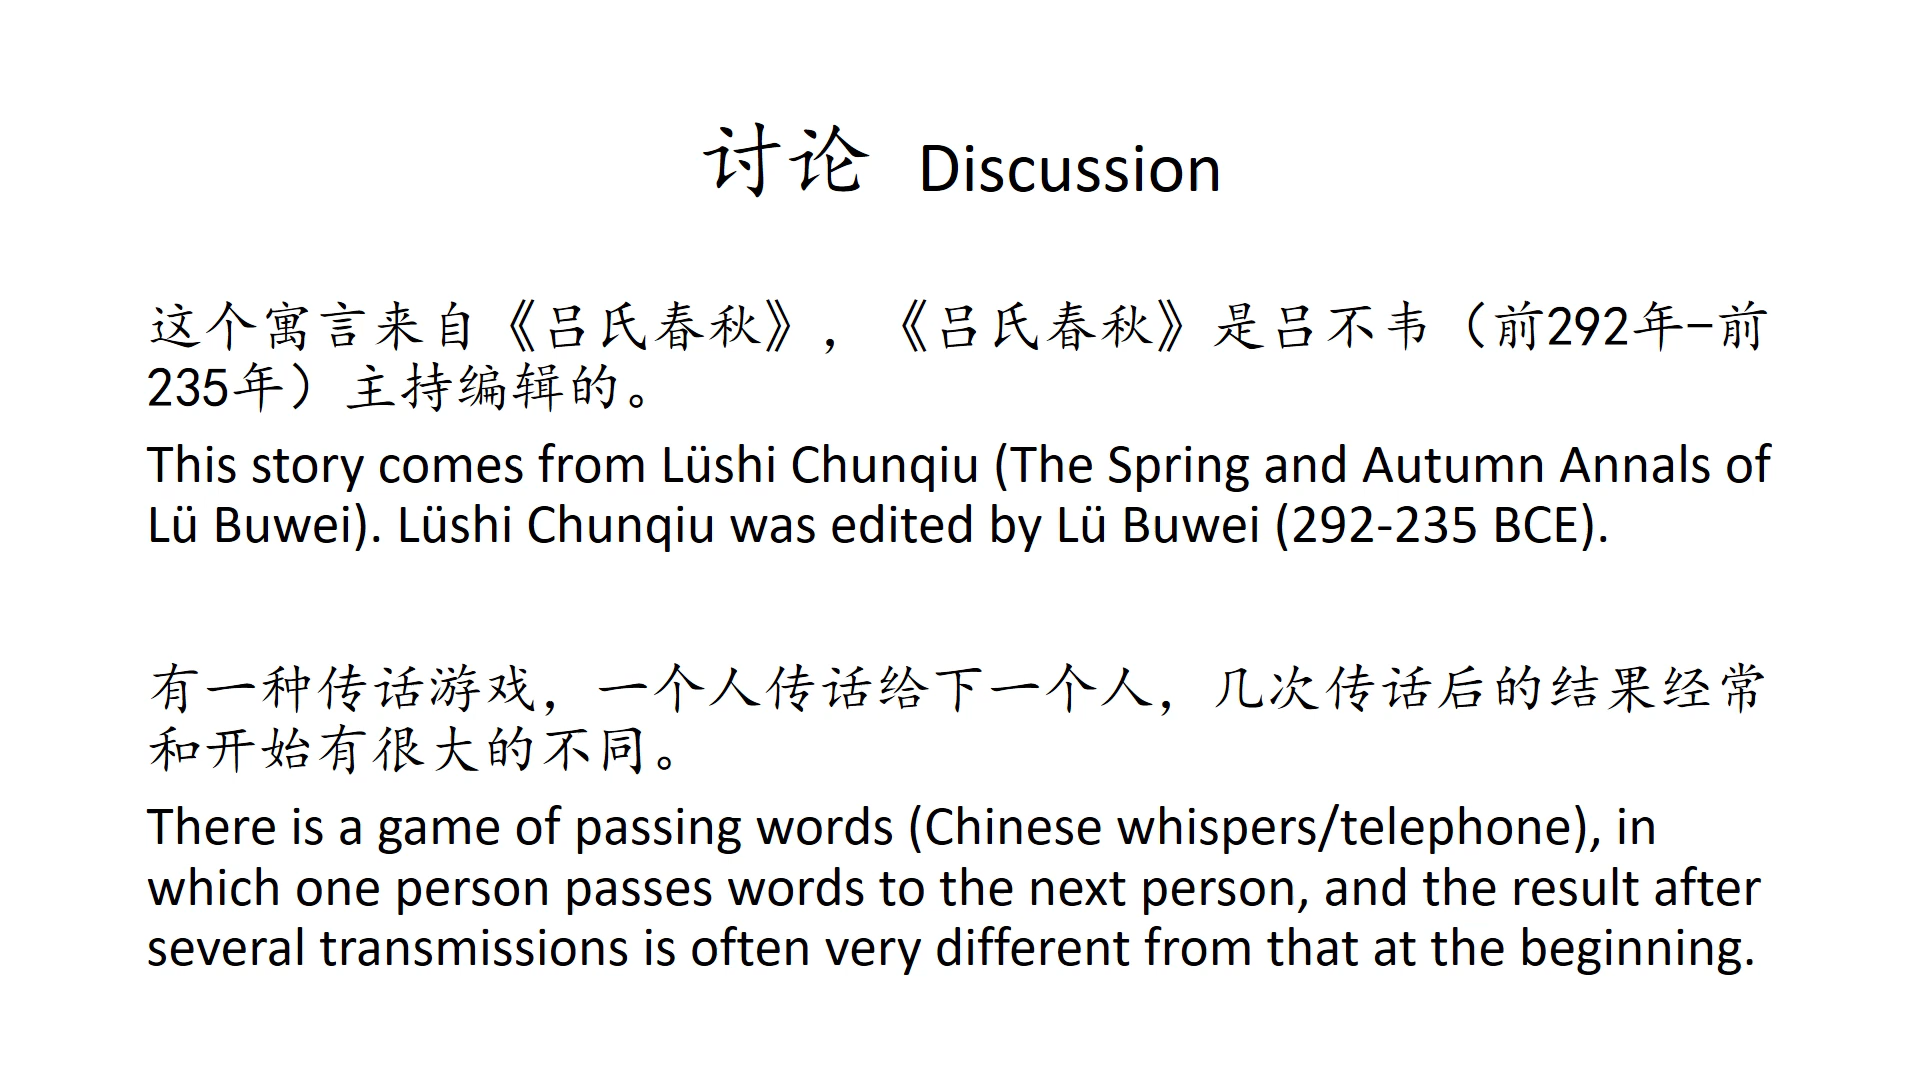 讨论 Discussion
这个寓言来自《吕氏春秋》，《吕氏春秋》是吕不韦（前292年-前
235年）主持编辑的。
This story comes from Lüshi Chunqiu (The Spring and Autumn Annals of
Lü Buwei). Lüshi Chunqiu was edited by Lü Buwei (292-235 BCE).
有一种传话游戏，一个人传话给下一个人，几次传话后的结果经常
和开始有很大的不同。
There is a game of passing words (Chinese whispers/telephone), in
which one person passes words to the next person, and the result after
several transmissions is often very different from that at the beginning.